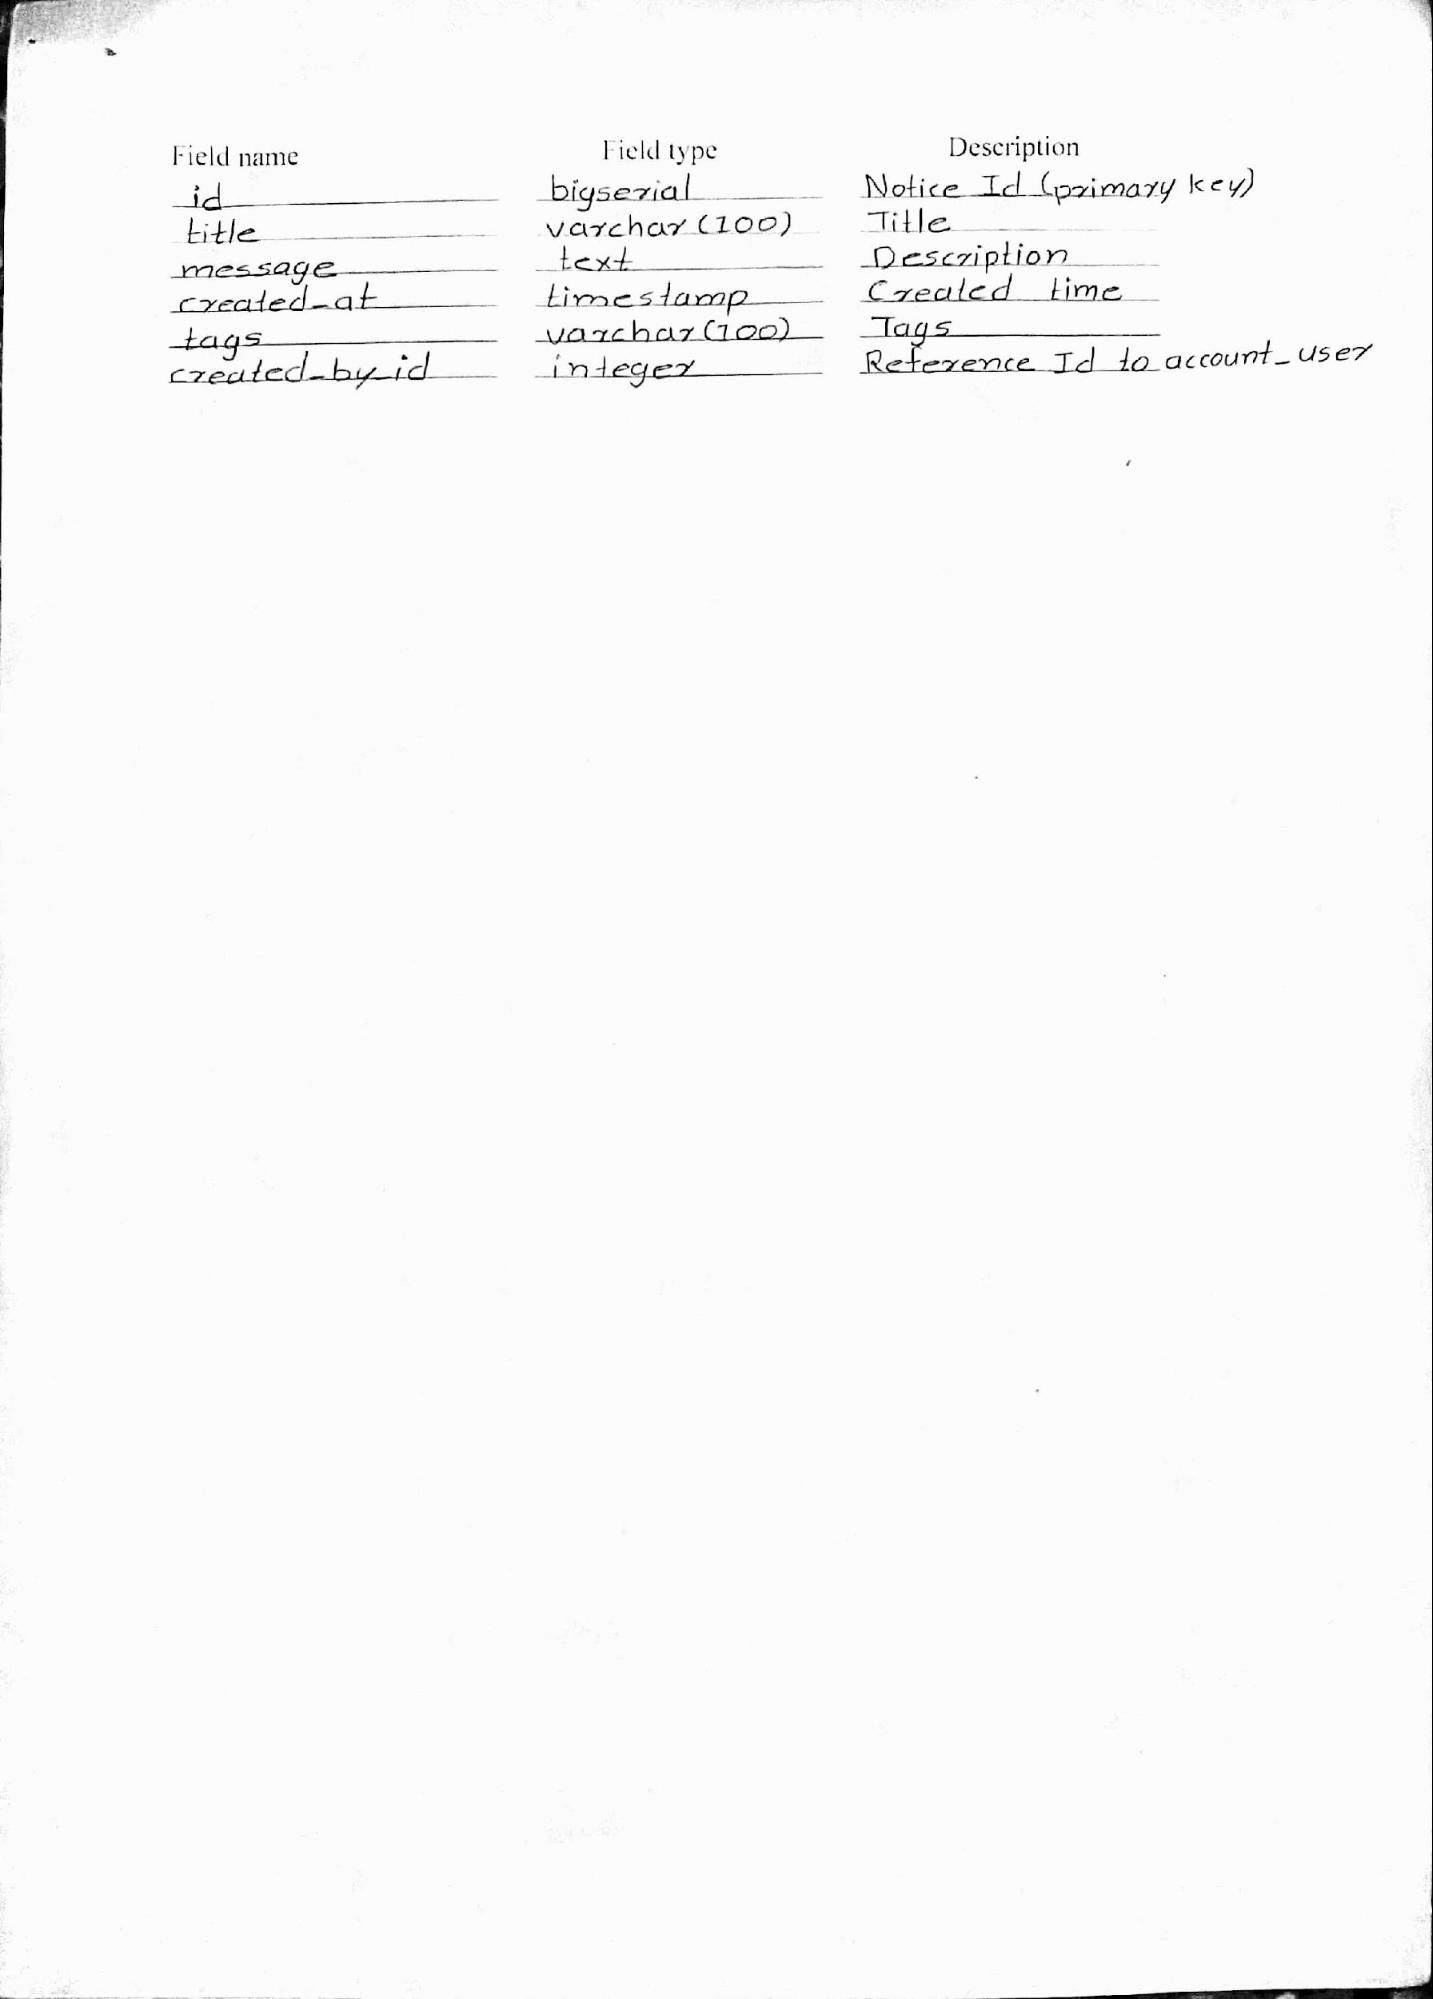 Field name Field type Description
id bigserial Notice Id (primary key)
title varchar (100) Title
message text Description
created_at timestamp Created time
tags varchar (100) Tags
created_by_id integer Reference Id to account_user